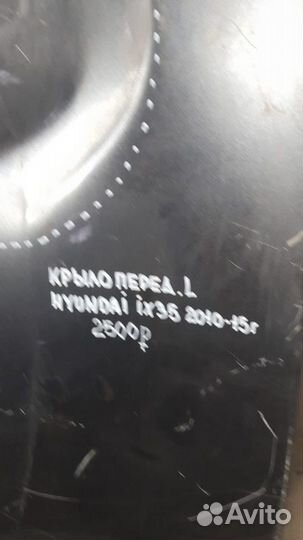 КРЫЛО ПЕРЕД. L
HYUNDAi ix35 2010-15г
2500р
Avito